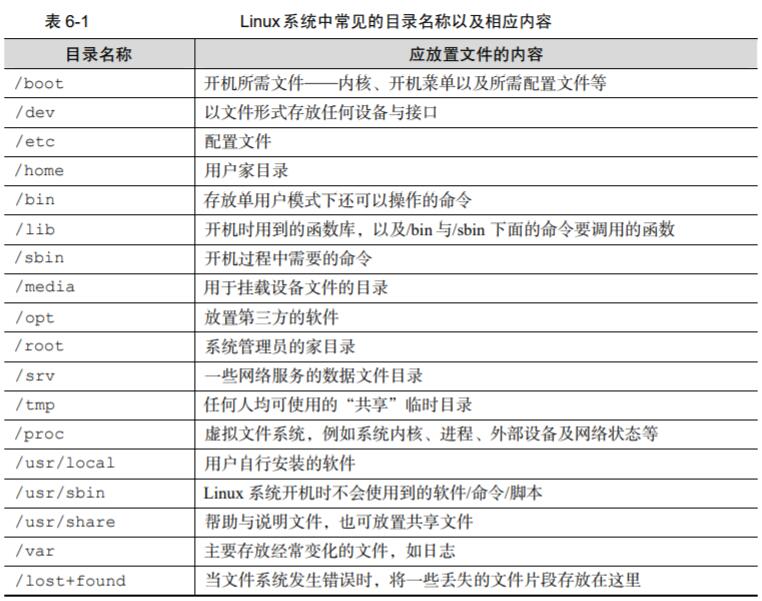 表 6-1 Linux系统中常见的目录名称以及相应内容
目录名称 应放置文件的内容
/boot 开机所需文件——内核、开机菜单以及所需配置文件等
/dev 以文件形式存放任何设备与接口
/etc 配置文件
/home 用户家目录
/bin 存放单用户模式下还可以操作的命令
/lib 开机时用到的函数库，以及/bin 与/sbin 下面的命令要调用的函数
/sbin 开机过程中需要的命令
/media 用于挂载设备文件的目录
/opt 放置第三方的软件
/root 系统管理员的家目录
/srv 一些网络服务的数据文件目录
/tmp 任何人均可使用的“共享”临时目录
/proc 虚拟文件系统，例如系统内核、进程、外部设备及网络状态等
/usr/local 用户自行安装的软件
/usr/sbin Linux 系统开机时不会使用到的软件/命令/脚本
/usr/share 帮助与说明文件，也可放置共享文件
/var 主要存放经常变化的文件，如日志
/lost+found 当文件系统发生错误时，将一些丢失的文件片段存放在这里